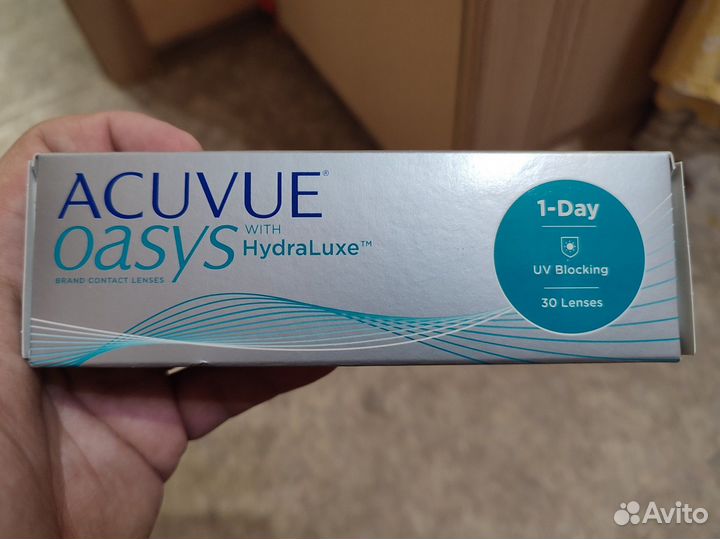 ACUVUE®
oasys WITH HydraLuxe™
BRAND CONTACT LENSES
1-Day
UV Blocking
30 Lenses
Avito